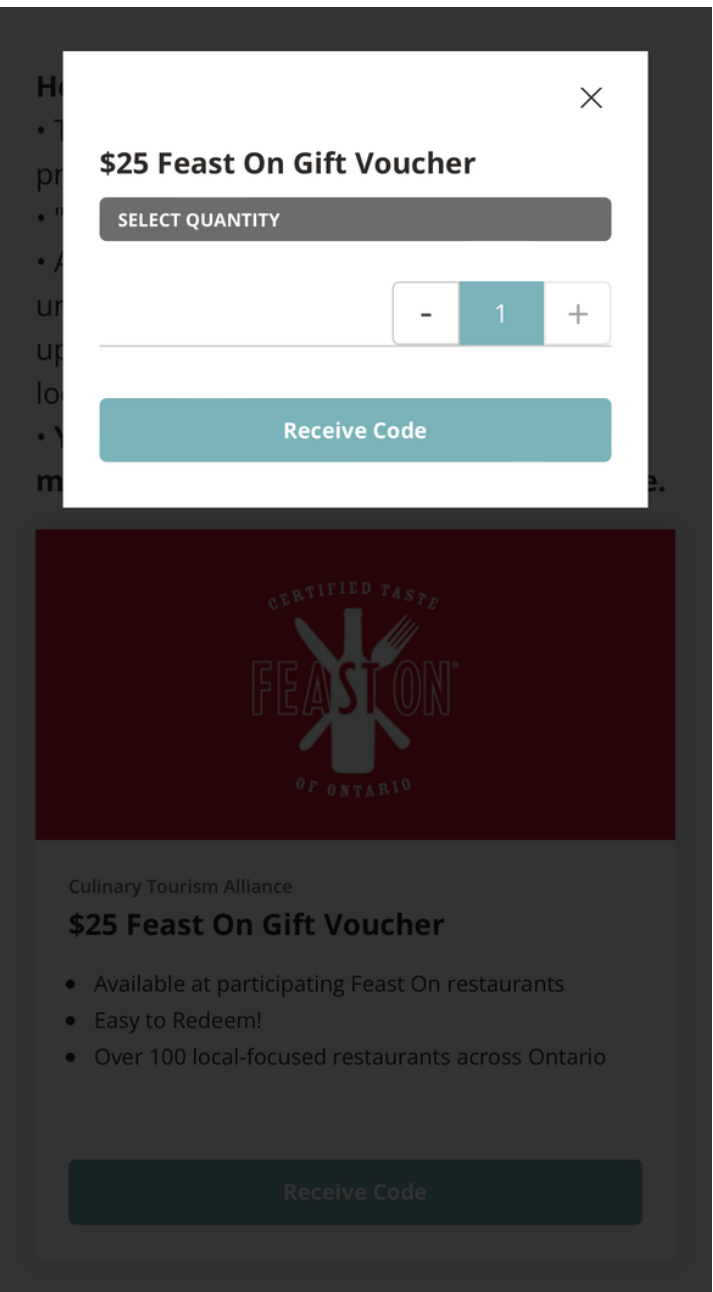 $25 Feast On Gift Voucher
SELECT QUANTITY
- 1 +
Receive Code
CERTIFIED TASTE
FEAST ON®
OF ONTARIO
Culinary Tourism Alliance
$25 Feast On Gift Voucher
• Available at participating Feast On restaurants
• Easy to Redeem!
• Over 100 local-focused restaurants across Ontario
Receive Code